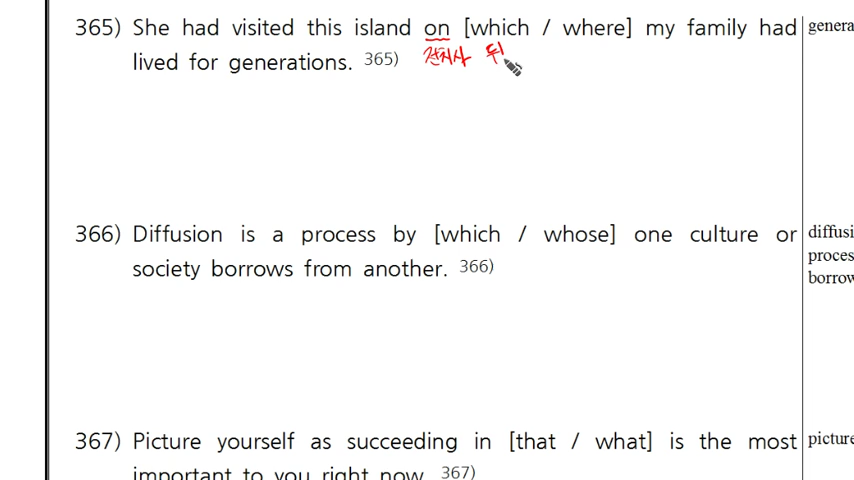 365) She had visited this island on [which / where] my family had
lived for generations. 365)
전치사 뒤
366) Diffusion is a process by [which / whose] one culture or
society borrows from another. 366)
367) Picture yourself as succeeding in [that / what] is the most
important to you right now. 367)
genera
diffusi
proces
borrow
picture